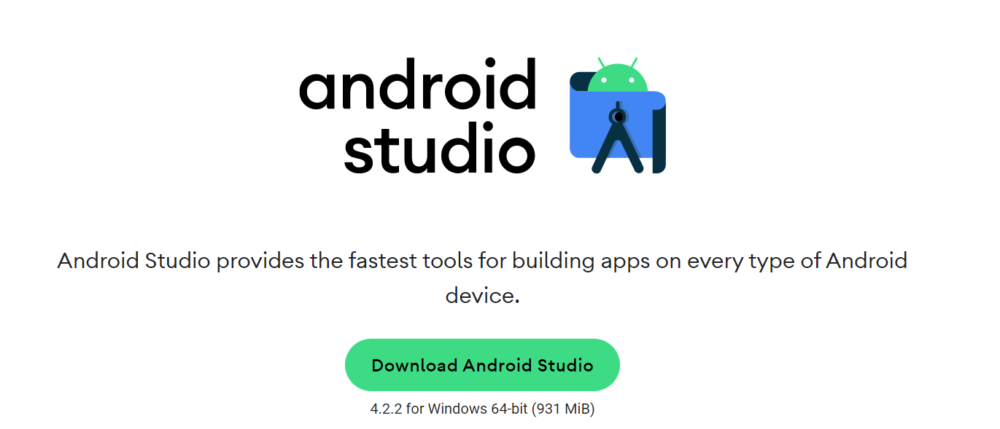 android
studio
Android Studio provides the fastest tools for building apps on every type of Android
device.
Download Android Studio
4.2.2 for Windows 64-bit (931 MiB)